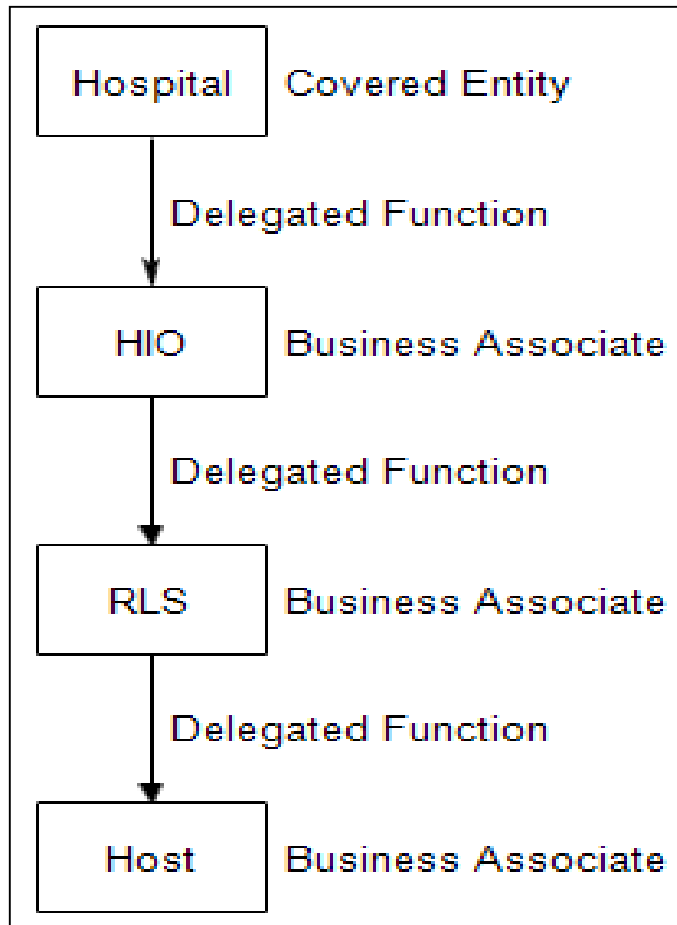 Hospital Covered Entity
Delegated Function
HIO Business Associate
Delegated Function
RLS Business Associate
Delegated Function
Host Business Associate